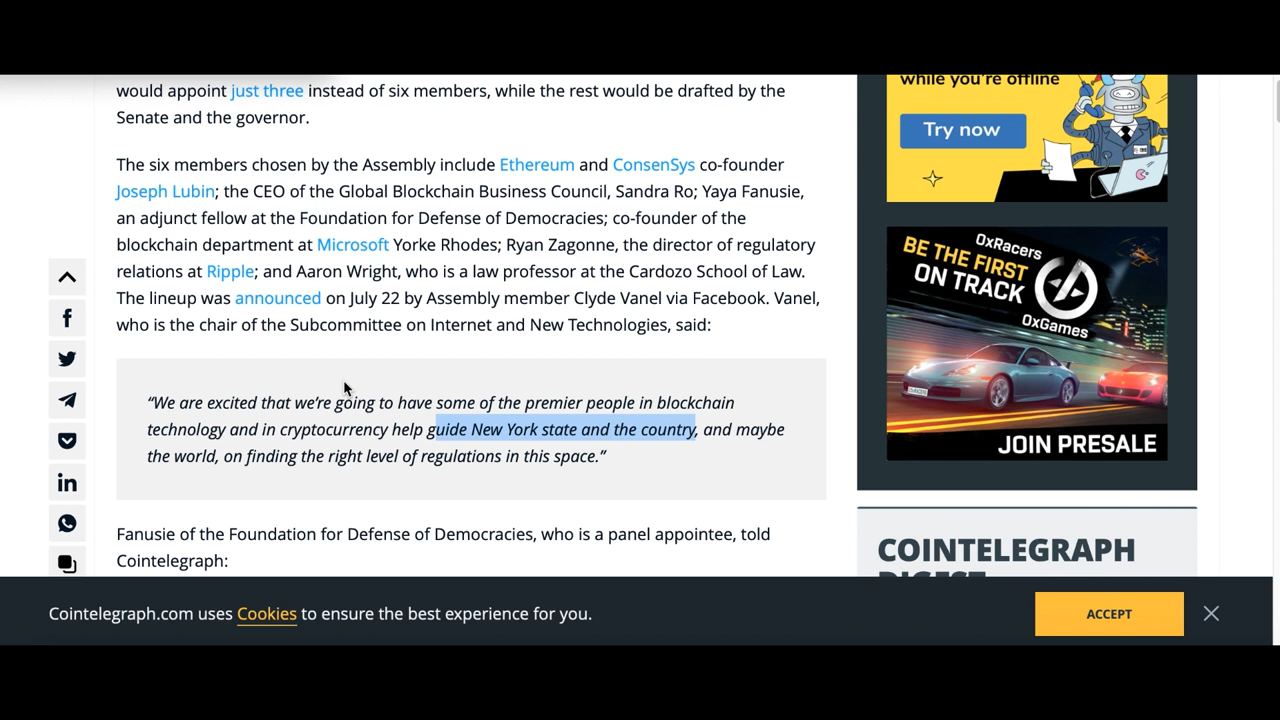 would appoint just three instead of six members, while the rest would be drafted by the
Senate and the governor.
The six members chosen by the Assembly include Ethereum and ConsenSys co-founder
Joseph Lubin; the CEO of the Global Blockchain Business Council, Sandra Ro; Yaya Fanusie,
an adjunct fellow at the Foundation for Defense of Democracies; co-founder of the
blockchain department at Microsoft Yorke Rhodes; Ryan Zagonne, the director of regulatory
relations at Ripple; and Aaron Wright, who is a law professor at the Cardozo School of Law.
The lineup was announced on July 22 by Assembly member Clyde Vanel via Facebook. Vanel,
who is the chair of the Subcommittee on Internet and New Technologies, said:
“We are excited that we’re going to have some of the premier people in blockchain
technology and in cryptocurrency help guide New York state and the country, and maybe
the world, on finding the right level of regulations in this space.”
Fanusie of the Foundation for Defense of Democracies, who is a panel appointee, told
Cointelegraph:
while you’re offline
Try now
0xRacers
BE THE FIRST
ON TRACK
0xGames
JOIN PRESALE
COINTELEGRAPH
DIGEST
Cointelegraph.com uses Cookies to ensure the best experience for you.
ACCEPT